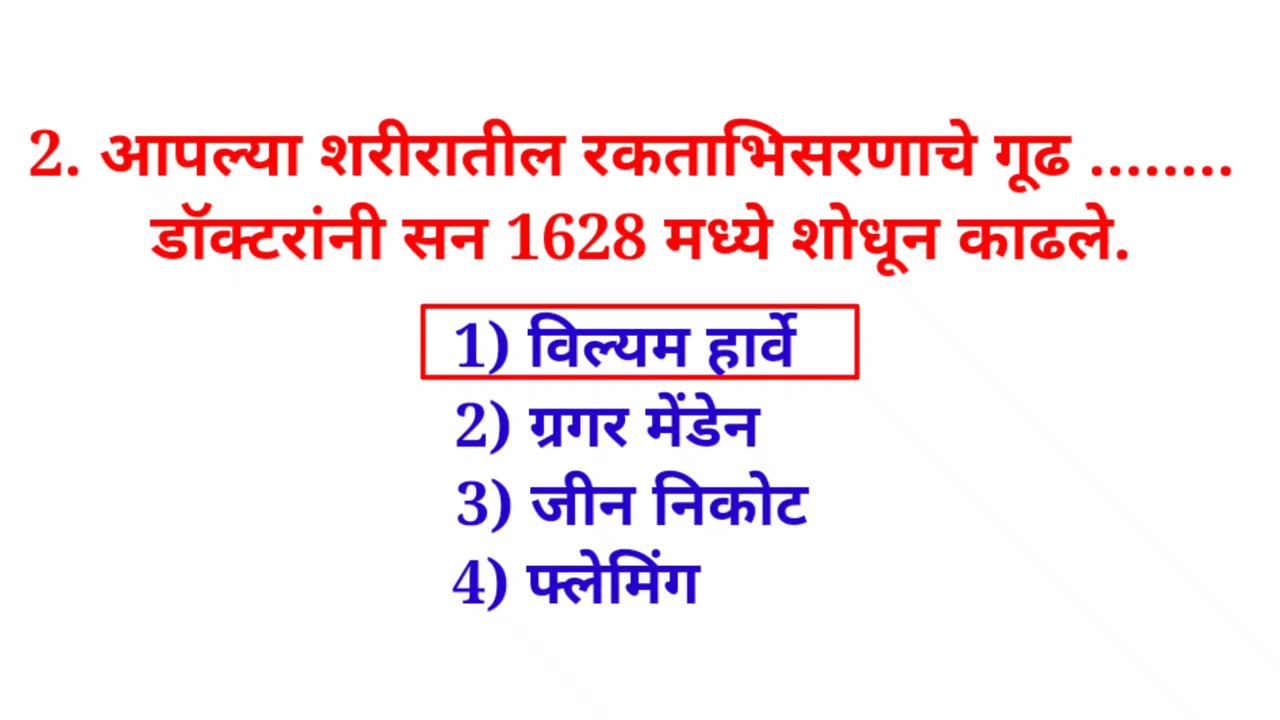 2. आपल्या शरीरातील रकताभिसरणाचे गूढ ........
डॉक्टरांनी सन 1628 मध्ये शोधून काढले.
1) विल्यम हार्वे
2) ग्रगर मेंडेन
3) जीन निकोट
4) फ्लेमिंग